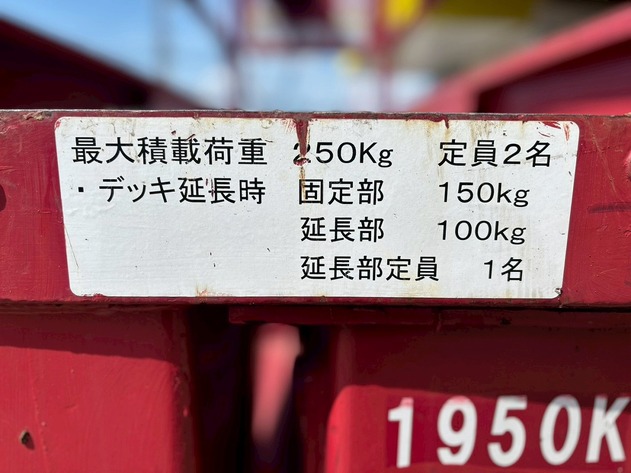 最大積載荷重 250Kg 定員2名
・デッキ延長時 固定部 150kg
延長部 100kg
延長部定員 1名
1950K